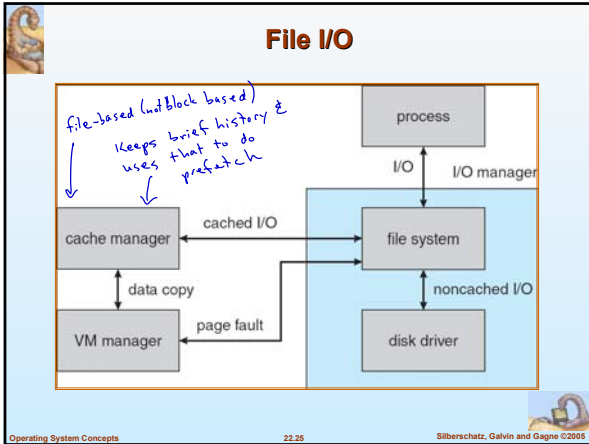 File I/O
file-based (not Block based)
Keeps brief history &
uses that to do
prefetch
process
I/O
I/O manager
cache manager
cached I/O
file system
data copy
noncached I/O
VM manager
page fault
disk driver
Operating System Concepts
22.25
Silberschatz, Galvin and Gagne ©2005